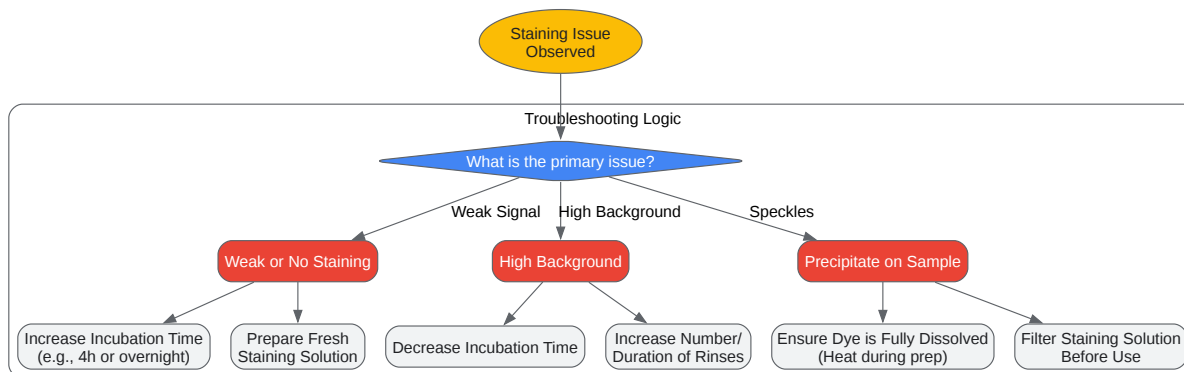 Staining Issue
Observed
Troubleshooting Logic
What is the primary issue?
Weak Signal
High Background
Speckles
Weak or No Staining
High Background
Precipitate on Sample
Increase Incubation Time
(e.g., 4h or overnight)
Prepare Fresh
Staining Solution
Decrease Incubation Time
Increase Number/
Duration of Rinses
Ensure Dye is Fully Dissolved
(Heat during prep)
Filter Staining Solution
Before Use